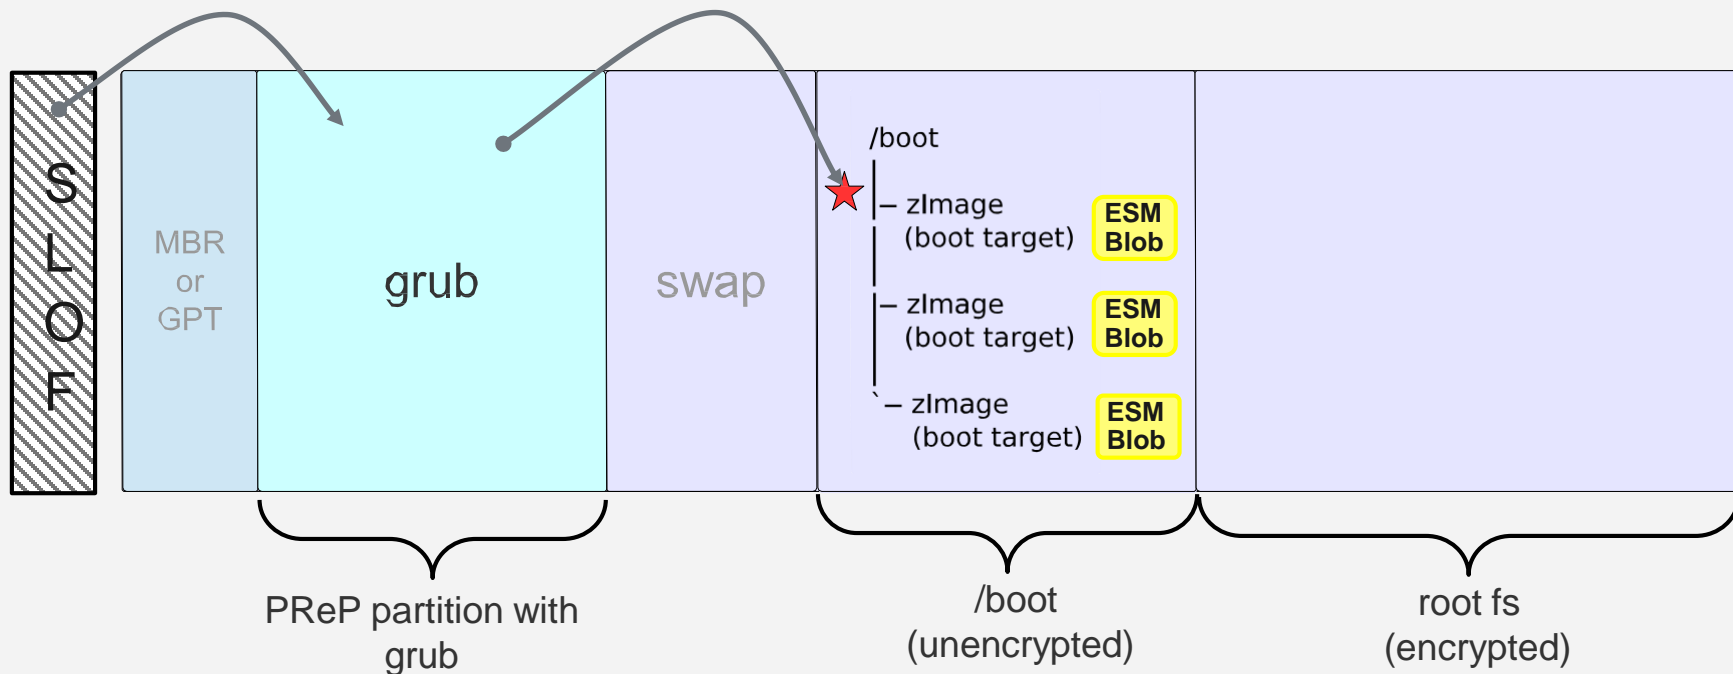 S
L
O
F
MBR
or
GPT
grub
swap
/boot
– zImage
(boot target)
ESM
Blob
– zImage
(boot target)
ESM
Blob
`– zImage
(boot target)
ESM
Blob
PReP partition with
grub
/boot
(unencrypted)
root fs
(encrypted)